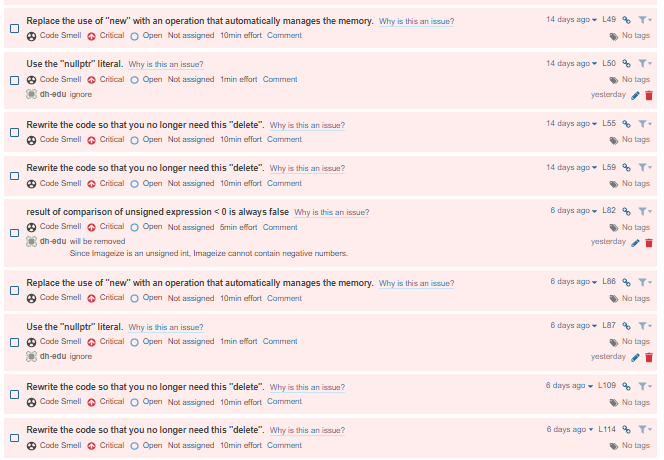 Replace the use of "new" with an operation that automatically manages the memory. Why is this an issue? 14 days ago L49
Code Smell Critical Open Not assigned 10min effort Comment No tags
Use the "nullptr" literal. Why is this an issue? 14 days ago L50
Code Smell Critical Open Not assigned 1min effort Comment No tags
dh-edu ignore yesterday
Rewrite the code so that you no longer need this "delete". Why is this an issue? 14 days ago L55
Code Smell Critical Open Not assigned 10min effort Comment No tags
Rewrite the code so that you no longer need this "delete". Why is this an issue? 14 days ago L59
Code Smell Critical Open Not assigned 10min effort Comment No tags
result of comparison of unsigned expression < 0 is always false Why is this an issue? 6 days ago L82
Code Smell Critical Open Not assigned 5min effort Comment No tags
dh-edu will be removed yesterday
Since Imageize is an unsigned int, Imageize cannot contain negative numbers.
Replace the use of "new" with an operation that automatically manages the memory. Why is this an issue? 6 days ago L86
Code Smell Critical Open Not assigned 10min effort Comment No tags
Use the "nullptr" literal. Why is this an issue? 6 days ago L87
Code Smell Critical Open Not assigned 1min effort Comment No tags
dh-edu ignore yesterday
Rewrite the code so that you no longer need this "delete". Why is this an issue? 6 days ago L109
Code Smell Critical Open Not assigned 10min effort Comment No tags
Rewrite the code so that you no longer need this "delete". Why is this an issue? 6 days ago L114
Code Smell Critical Open Not assigned 10min effort Comment No tags